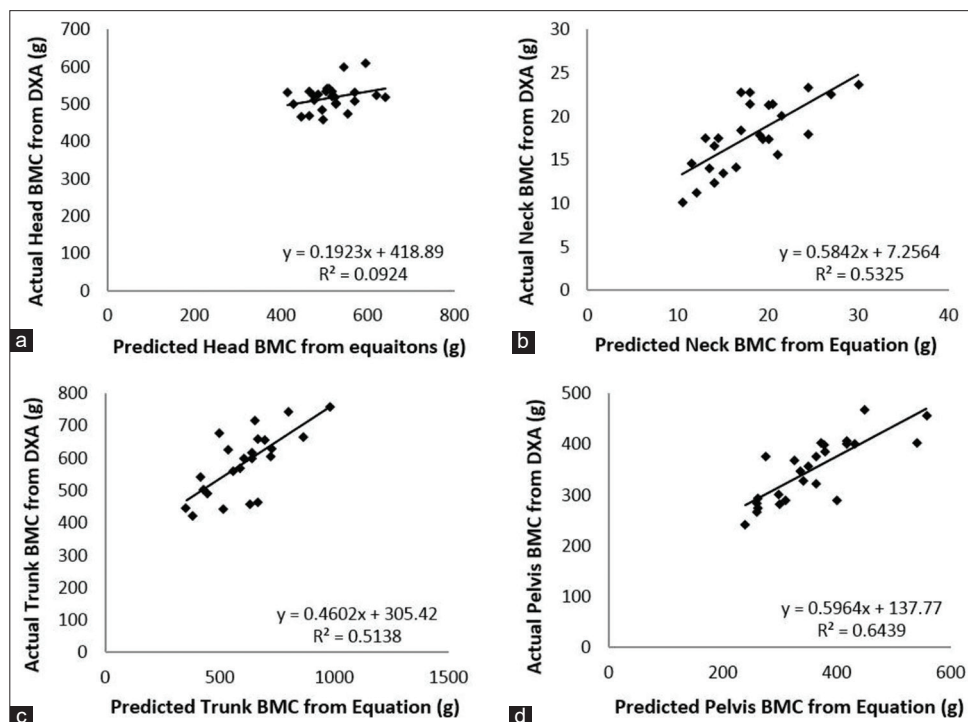 700
600
500
400
300
200
100
0
Actual Head BMC from DXA (g)
y = 0.1923x + 418.89
R² = 0.0924
0 200 400 600 800
Predicted Head BMC from equaitons (g)
a
30
25
20
15
10
5
0
Actual Neck BMC from DXA (g)
y = 0.5842x + 7.2564
R² = 0.5325
0 10 20 30 40
Predicted Neck BMC from Equation (g)
b
800
700
600
500
400
300
200
100
0
Actual Trunk BMC from DXA (g)
y = 0.4602x + 305.42
R² = 0.5138
0 500 1000 1500
Predicted Trunk BMC from Equation (g)
c
500
400
300
200
100
0
Actual Pelvis BMC from DXA (g)
y = 0.5964x + 137.77
R² = 0.6439
0 200 400 600
Predicted Pelvis BMC from Equation (g)
d